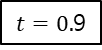 t = 0.9